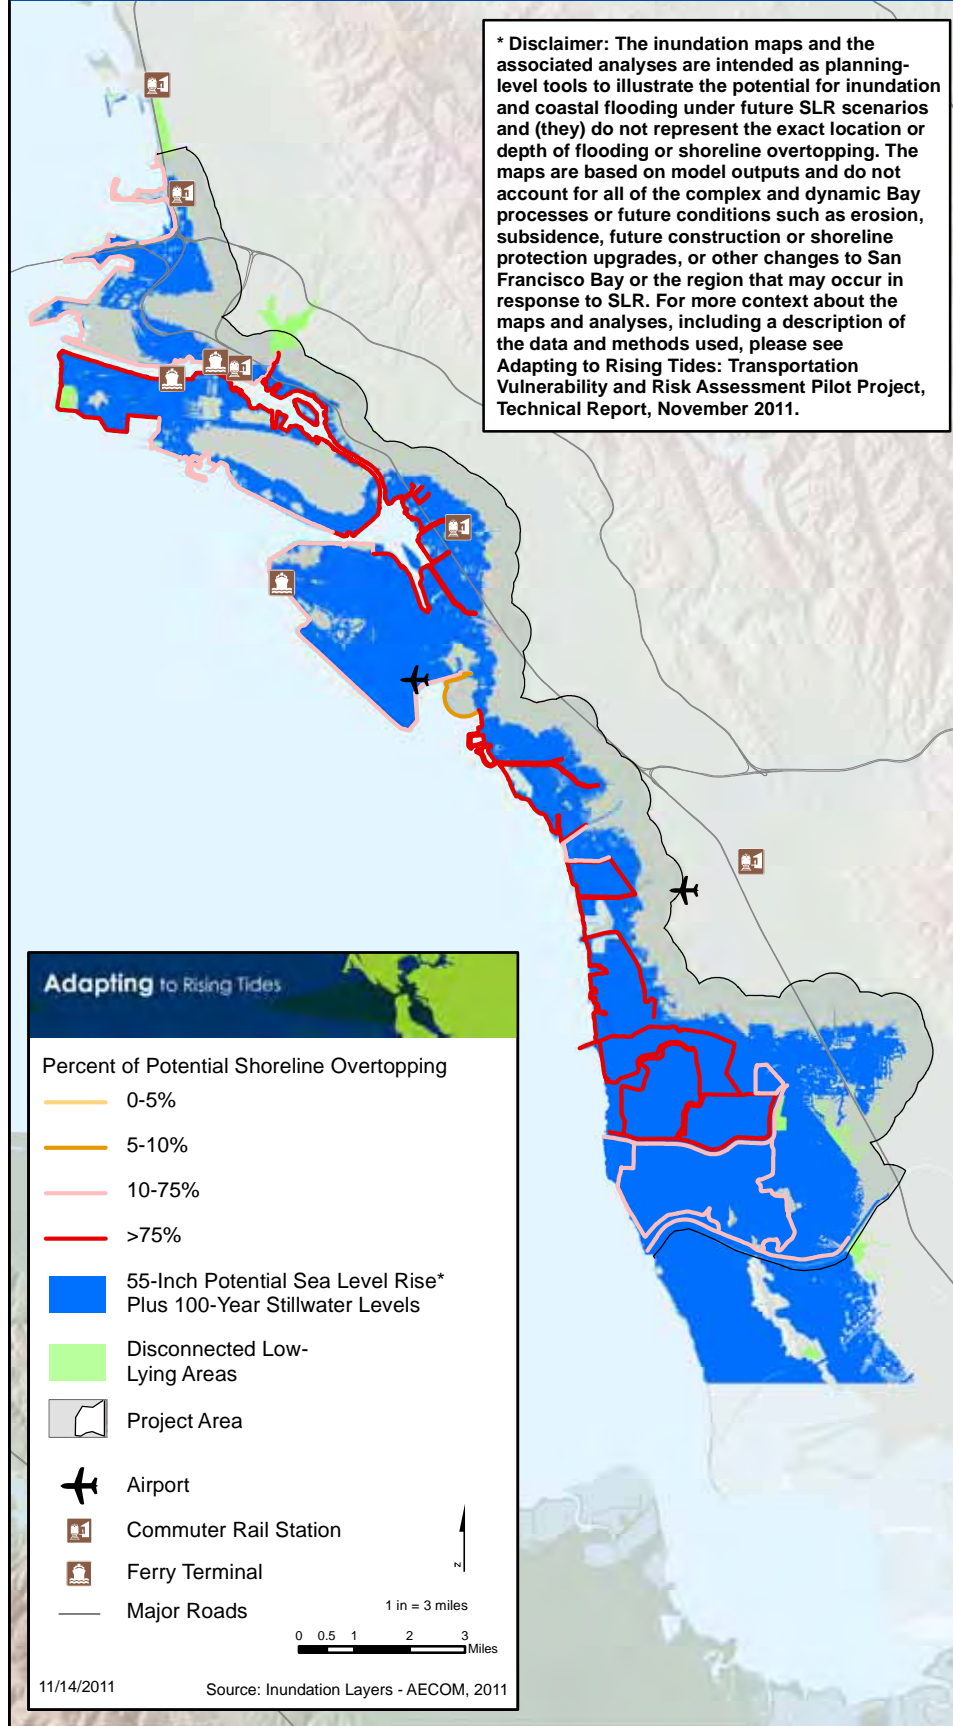 * Disclaimer: The inundation maps and the
associated analyses are intended as planning-
level tools to illustrate the potential for inundation
and coastal flooding under future SLR scenarios
and (they) do not represent the exact location or
depth of flooding or shoreline overtopping. The
maps are based on model outputs and do not
account for all of the complex and dynamic Bay
processes or future conditions such as erosion,
subsidence, future construction or shoreline
protection upgrades, or other changes to San
Francisco Bay or the region that may occur in
response to SLR. For more context about the
maps and analyses, including a description of
the data and methods used, please see
Adapting to Rising Tides: Transportation
Vulnerability and Risk Assessment Pilot Project,
Technical Report, November 2011.
Adapting to Rising Tides
Percent of Potential Shoreline Overtopping
0-5%
5-10%
10-75%
>75%
55-Inch Potential Sea Level Rise*
Plus 100-Year Stillwater Levels
Disconnected Low-
Lying Areas
Project Area
Airport
Commuter Rail Station
Ferry Terminal
Major Roads
N
1 in = 3 miles
0 0.5 1 2 3
Miles
11/14/2011
Source: Inundation Layers - AECOM, 2011